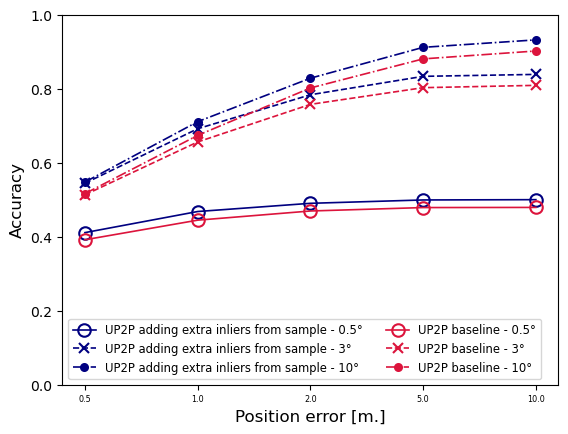 1.0
0.8
0.6
0.4
0.2
0.0
Accuracy
UP2P adding extra inliers from sample - 0.5°
UP2P adding extra inliers from sample - 3°
UP2P adding extra inliers from sample - 10°
UP2P baseline - 0.5°
UP2P baseline - 3°
UP2P baseline - 10°
0.5 1.0 2.0 5.0 10.0
Position error [m.]